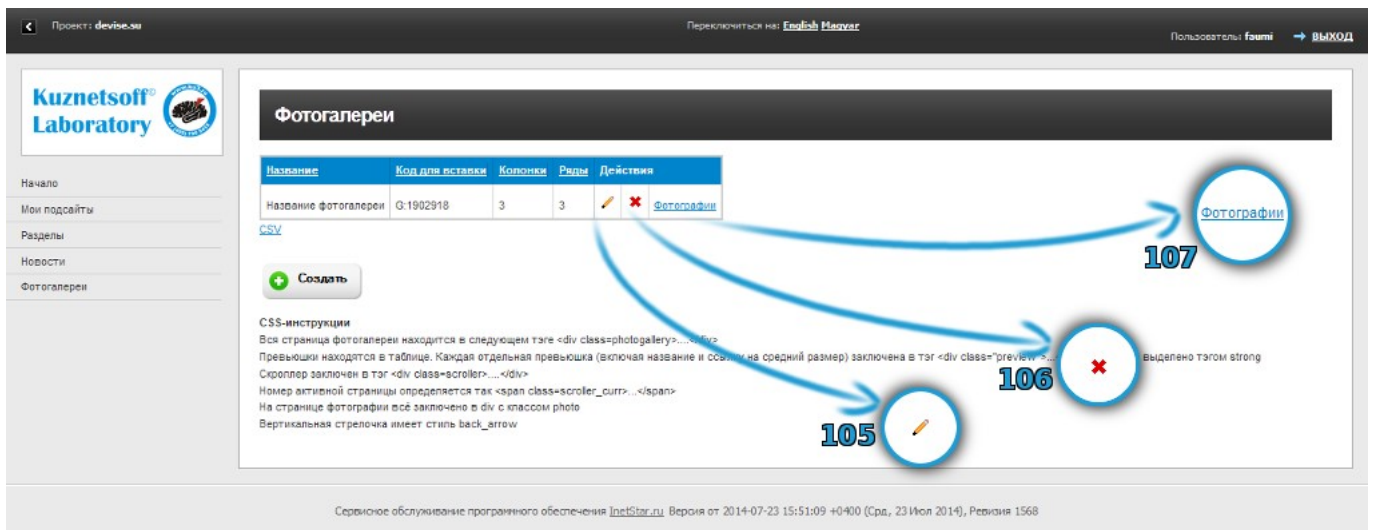 Проект: devise.su
Переключиться на: English Magyar
Пользователь: faumi → ВЫХОД
Kuznetsoff©
Laboratory
Начало
Мои подсайты
Разделы
Новости
Фотогалереи
Фотогалереи
Название Код для вставки Колонки Ряды Действия
Название фотогалереи G:1902918 3 3 Фотографии
CSV
Создать
CSS-инструкции
Вся страница фотогалереи находится в следующем тэге <div class=photogallery>....</div>
Превьюшки находятся в таблице. Каждая отдельная превьюшка (включая название и ссылку на средний размер) заключена в тэг <div class="preview">... выделено тэгом strong
Скроллер заключен в тэг <div class=scroller>....</div>
Номер активной страницы определяется так <span class=scroller_curr>...</span>
На странице фотографии всё заключено в div с классом photo
Вертикальная стрелочка имеет стиль back_arrow
Фотографии
107
106
105
Сервисное обслуживание программного обеспечения InetStar.ru Версия от 2014-07-23 15:51:09 +0400 (Срд, 23 Июл 2014), Ревизия 1568